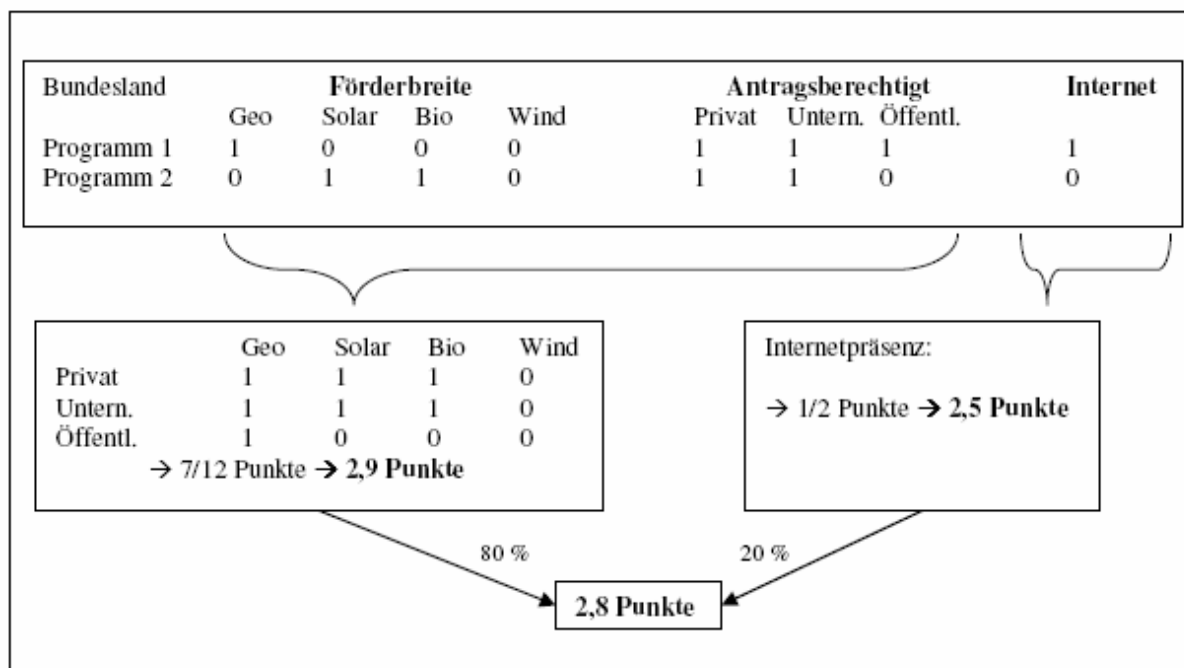 Bundesland Förderbreite Antragsberechtigt Internet
Geo Solar Bio Wind Privat Untern. Öffentl.
Programm 1 1 0 0 0 1 1 1 1
Programm 2 0 1 1 0 1 1 0 0
Geo Solar Bio Wind
Privat 1 1 1 0
Untern. 1 1 1 0
Öffentl. 1 0 0 0
→ 7/12 Punkte → 2,9 Punkte
Internetpräsenz:
→ 1/2 Punkte → 2,5 Punkte
80 % 20 %
2,8 Punkte